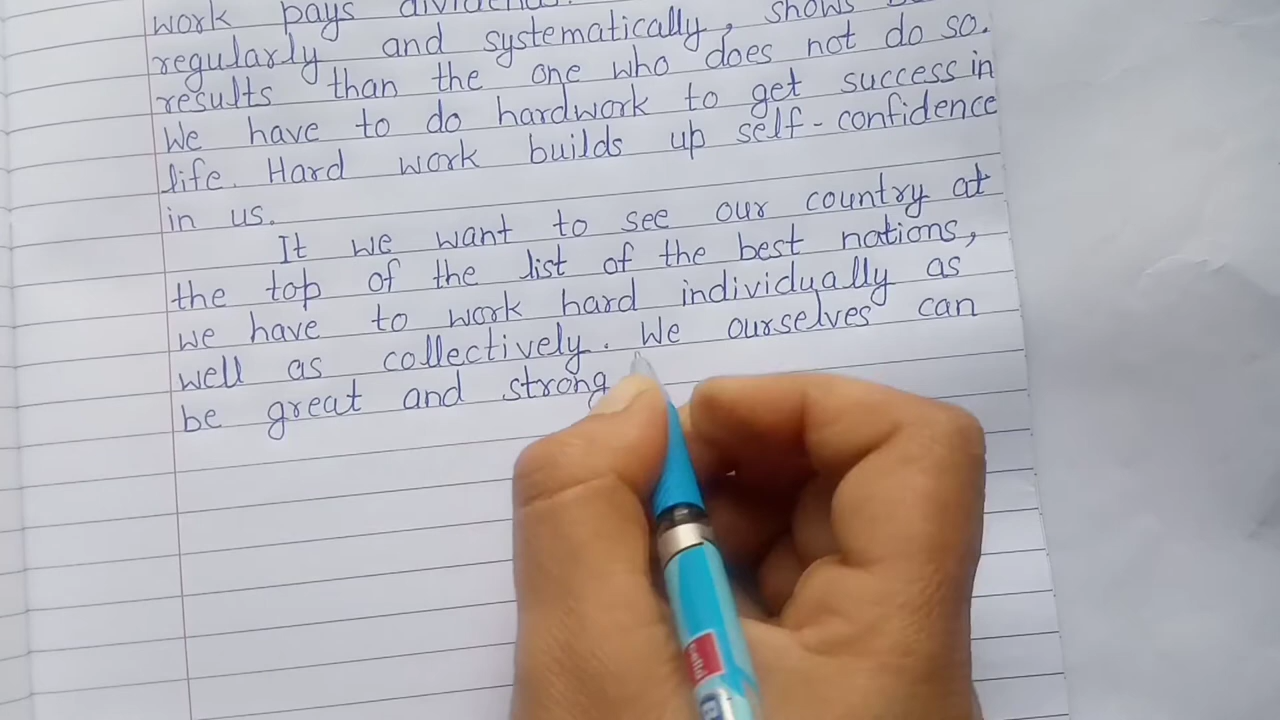 work pays dividends.
regularly and systematically, shows
results than the one who does not do so.
We have to do hardwork to get success in
life. Hard work builds up self-confidence
in us.
It we want to see our country at
the top of the list of the best nations,
we have to work hard individually as
well as collectively. We ourselves can
be great and strong
cello